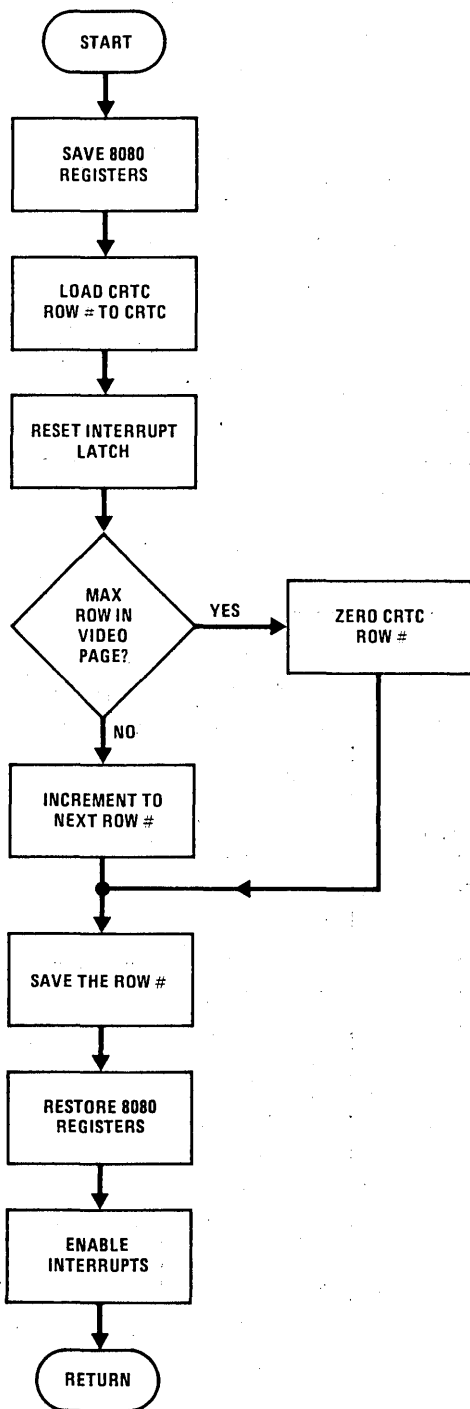 START
SAVE 8080
REGISTERS
LOAD CRTC
ROW # TO CRTC
RESET INTERRUPT
LATCH
MAX
ROW IN
VIDEO
PAGE?
YES
ZERO CRTC
ROW #
NO
INCREMENT TO
NEXT ROW #
SAVE THE ROW #
RESTORE 8080
REGISTERS
ENABLE
INTERRUPTS
RETURN